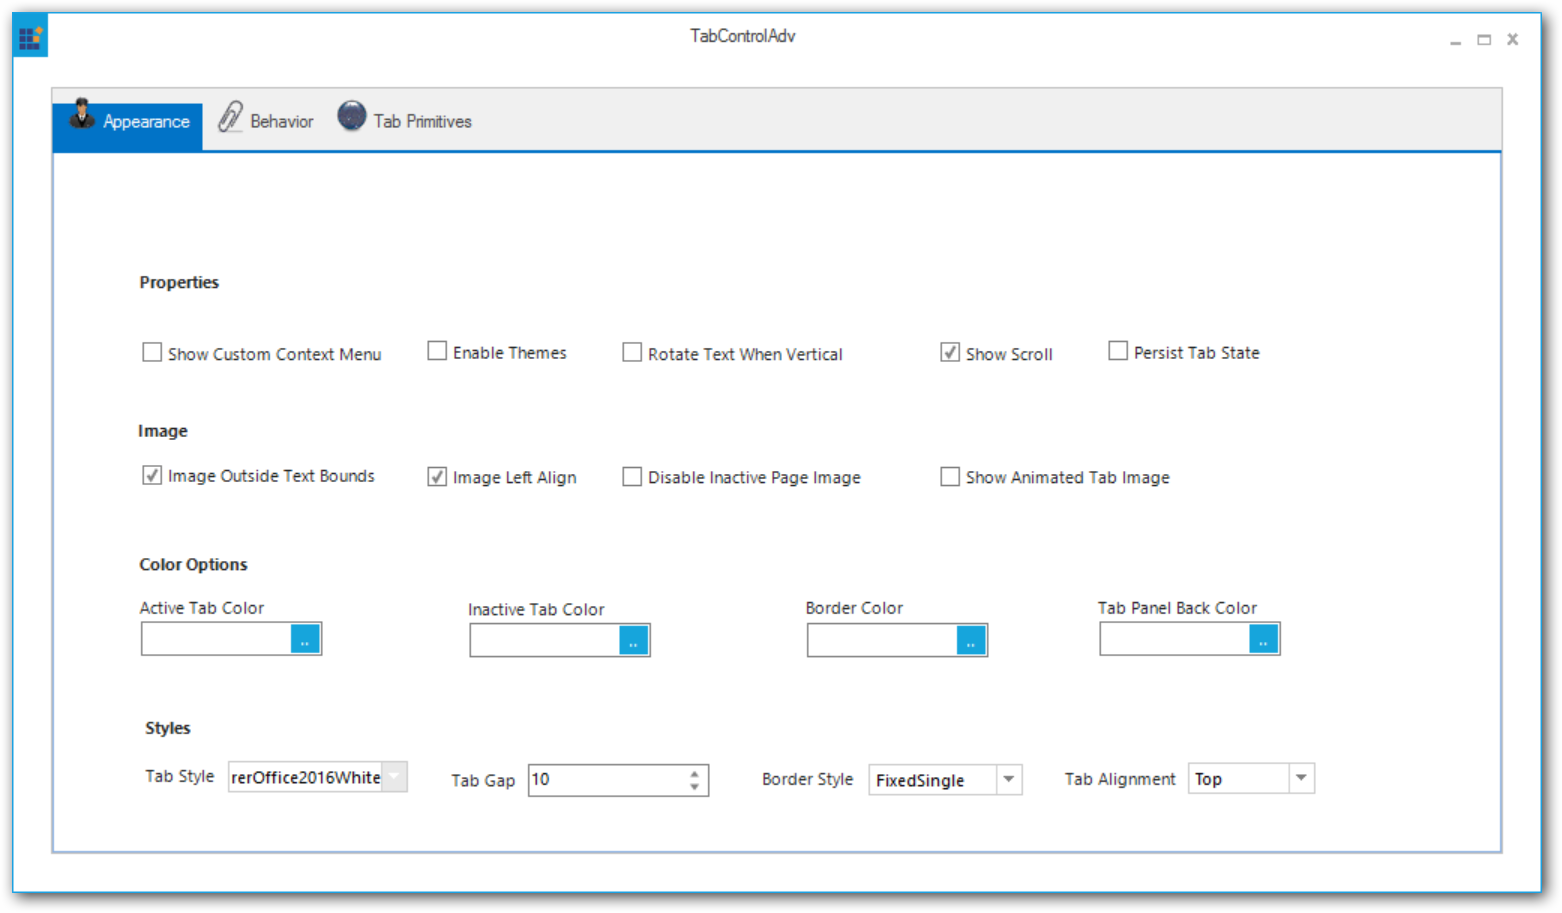 TabControlAdv
Appearance Behavior Tab Primitives
Properties
Show Custom Context Menu Enable Themes Rotate Text When Vertical Show Scroll Persist Tab State
Image
Image Outside Text Bounds Image Left Align Disable Inactive Page Image Show Animated Tab Image
Color Options
Active Tab Color Inactive Tab Color Border Color Tab Panel Back Color
.. .. .. ..
Styles
Tab Style rerOffice2016White Tab Gap 10 Border Style FixedSingle Tab Alignment Top